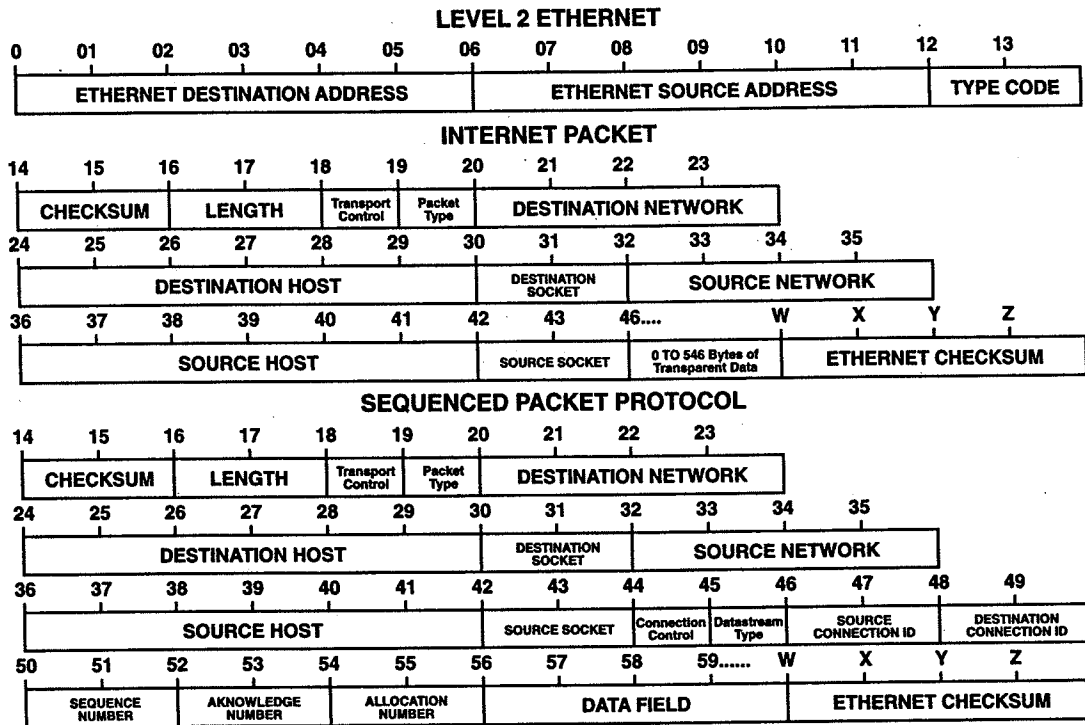 LEVEL 2 ETHERNET
0 01 02 03 04 05 06 07 08 09 10 11 12 13
ETHERNET DESTINATION ADDRESS ETHERNET SOURCE ADDRESS TYPE CODE
INTERNET PACKET
14 15 16 17 18 19 20 21 22 23
CHECKSUM LENGTH Transport Control Packet Type DESTINATION NETWORK
24 25 26 27 28 29 30 31 32 33 34 35
DESTINATION HOST DESTINATION SOCKET SOURCE NETWORK
36 37 38 39 40 41 42 43 46.... W X Y Z
SOURCE HOST SOURCE SOCKET 0 TO 546 Bytes of Transparent Data ETHERNET CHECKSUM
SEQUENCED PACKET PROTOCOL
14 15 16 17 18 19 20 21 22 23
CHECKSUM LENGTH Transport Control Packet Type DESTINATION NETWORK
24 25 26 27 28 29 30 31 32 33 34 35
DESTINATION HOST DESTINATION SOCKET SOURCE NETWORK
36 37 38 39 40 41 42 43 44 45 46 47 48 49
SOURCE HOST SOURCE SOCKET Connection Control Datastream Type SOURCE CONNECTION ID DESTINATION CONNECTION ID
50 51 52 53 54 55 56 57 58 59...... W X Y Z
SEQUENCE NUMBER AKNOWLEDGE NUMBER ALLOCATION NUMBER DATA FIELD ETHERNET CHECKSUM